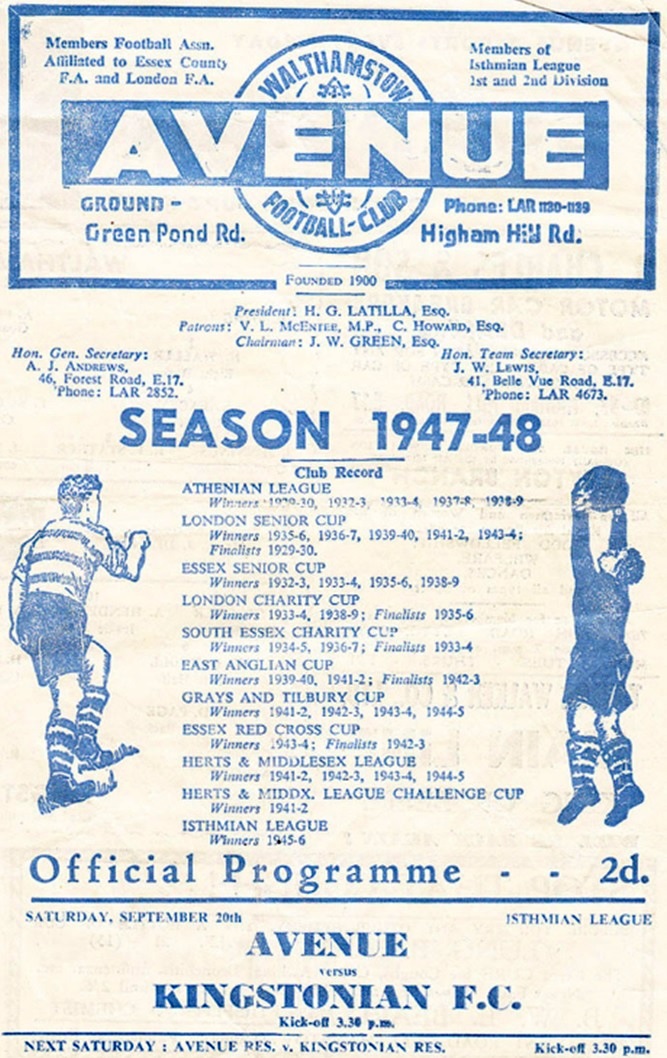 Members Football Assn.
Affiliated to Essex County
F.A. and London F.A.
Members of
Isthmian League
1st and 2nd Division
WALTHAMSTOW
AVENUE
FOOTBALL-CLUB
GROUND -
Green Pond Rd.
Phone: LAR 1130-1139
Higham Hill Rd.
FOUNDED 1900
President: H. G. LATILLA, ESQ.
Patrons: V. L. MCENTEE, M.P., C. HOWARD, ESQ.
Chairman: J. W. GREEN, ESQ.
Hon. Gen. Secretary:
A. J. ANDREWS,
46, Forest Road, E.17.
'Phone: LAR 2852.
Hon. Team Secretary:
J. W. LEWIS,
41, Belle Vue Road, E.17.
'Phone: LAR 4673.
SEASON 1947-48
Club Record
ATHENIAN LEAGUE
Winners 1929-30, 1932-3, 1933-4, 1937-8, 1938-9
LONDON SENIOR CUP
Winners 1935-6, 1936-7, 1939-40, 1941-2, 1943-4;
Finalists 1929-30.
ESSEX SENIOR CUP
Winners 1932-3, 1933-4, 1935-6, 1938-9
LONDON CHARITY CUP
Winners 1933-4, 1938-9; Finalists 1935-6
SOUTH ESSEX CHARITY CUP
Winners 1934-5, 1936-7; Finalists 1933-4
EAST ANGLIAN CUP
Winners 1939-40, 1941-2; Finalists 1942-3
GRAYS AND TILBURY CUP
Winners 1941-2, 1942-3, 1943-4, 1944-5
ESSEX RED CROSS CUP
Winners 1943-4; Finalists 1942-3
HERTS & MIDDLESEX LEAGUE
Winners 1941-2, 1942-3, 1943-4, 1944-5
HERTS & MIDDX. LEAGUE CHALLENGE CUP
Winners 1941-2
ISTHMIAN LEAGUE
Winners 1945-6
Official Programme - - 2d.
SATURDAY, SEPTEMBER 20th
ISTHMIAN LEAGUE
AVENUE
versus
KINGSTONIAN F.C.
Kick-off 3.30 p.m.
NEXT SATURDAY : AVENUE RES. v. KINGSTONIAN RES.
Kick-off 3.30 p.m.